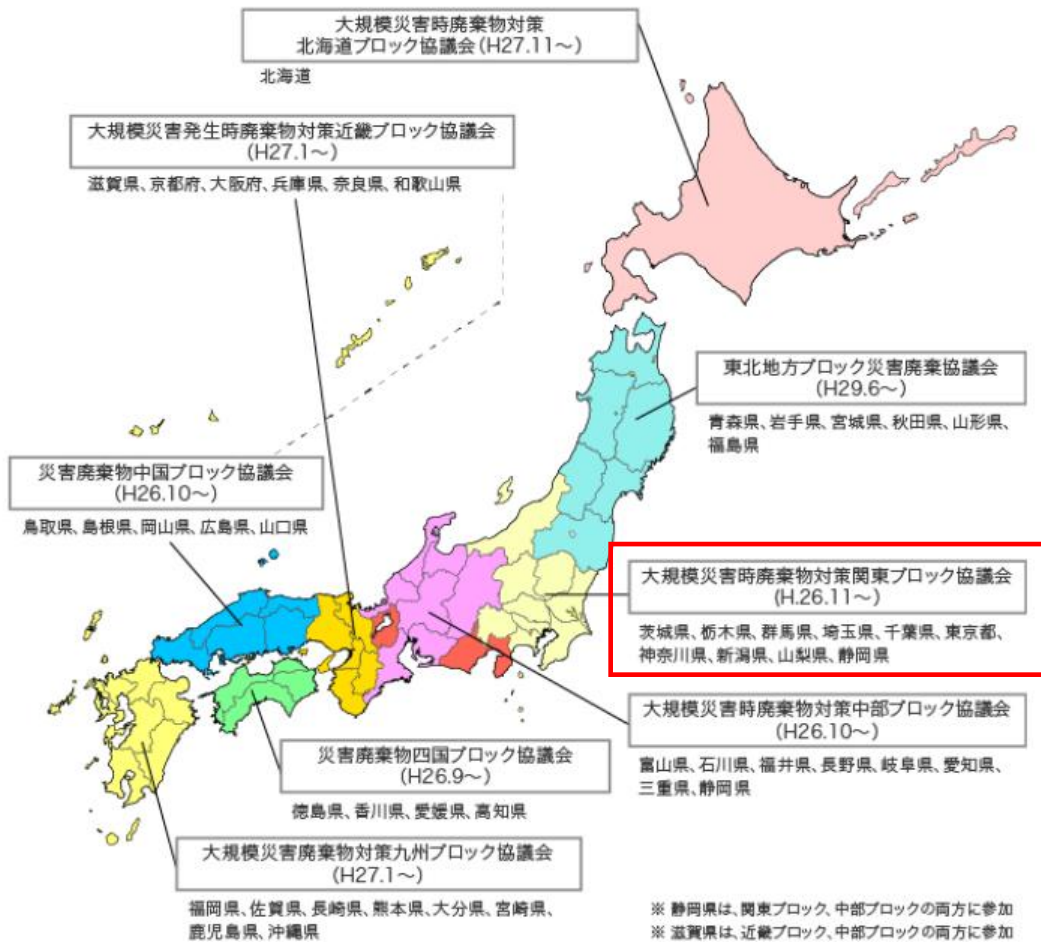 大規模災害時廃棄物対策
北海道ブロック協議会(H27.11～)
北海道
大規模災害発生時廃棄物対策近畿ブロック協議会
(H27.1～)
滋賀県、京都府、大阪府、兵庫県、奈良県、和歌山県
東北地方ブロック災害廃棄協議会
(H29.6～)
青森県、岩手県、宮城県、秋田県、山形県、
福島県
災害廃棄物中国ブロック協議会
(H26.10～)
鳥取県、島根県、岡山県、広島県、山口県
大規模災害時廃棄物対策関東ブロック協議会
(H.26.11～)
茨城県、栃木県、群馬県、埼玉県、千葉県、東京都、
神奈川県、新潟県、山梨県、静岡県
大規模災害時廃棄物対策中部ブロック協議会
(H26.10～)
富山県、石川県、福井県、長野県、岐阜県、愛知県、
三重県、静岡県
災害廃棄物四国ブロック協議会
(H26.9～)
徳島県、香川県、愛媛県、高知県
大規模災害廃棄物対策九州ブロック協議会
(H27.1～)
福岡県、佐賀県、長崎県、熊本県、大分県、宮崎県、
鹿児島県、沖縄県
※ 静岡県は、関東ブロック、中部ブロックの両方に参加
※ 滋賀県は、近畿ブロック、中部ブロックの両方に参加